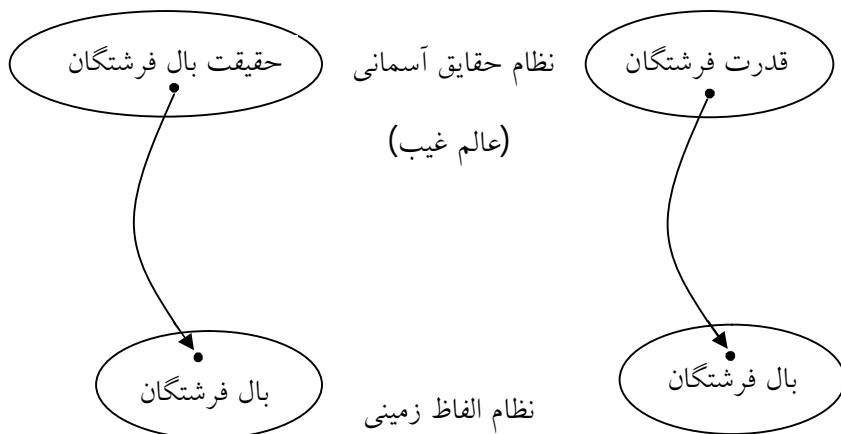 قدرت فرشتگان
نظام حقایق آسمانی
حقیقت بال فرشتگان
(عالم غیب)
بال فرشتگان
بال فرشتگان
نظام الفاظ زمینی